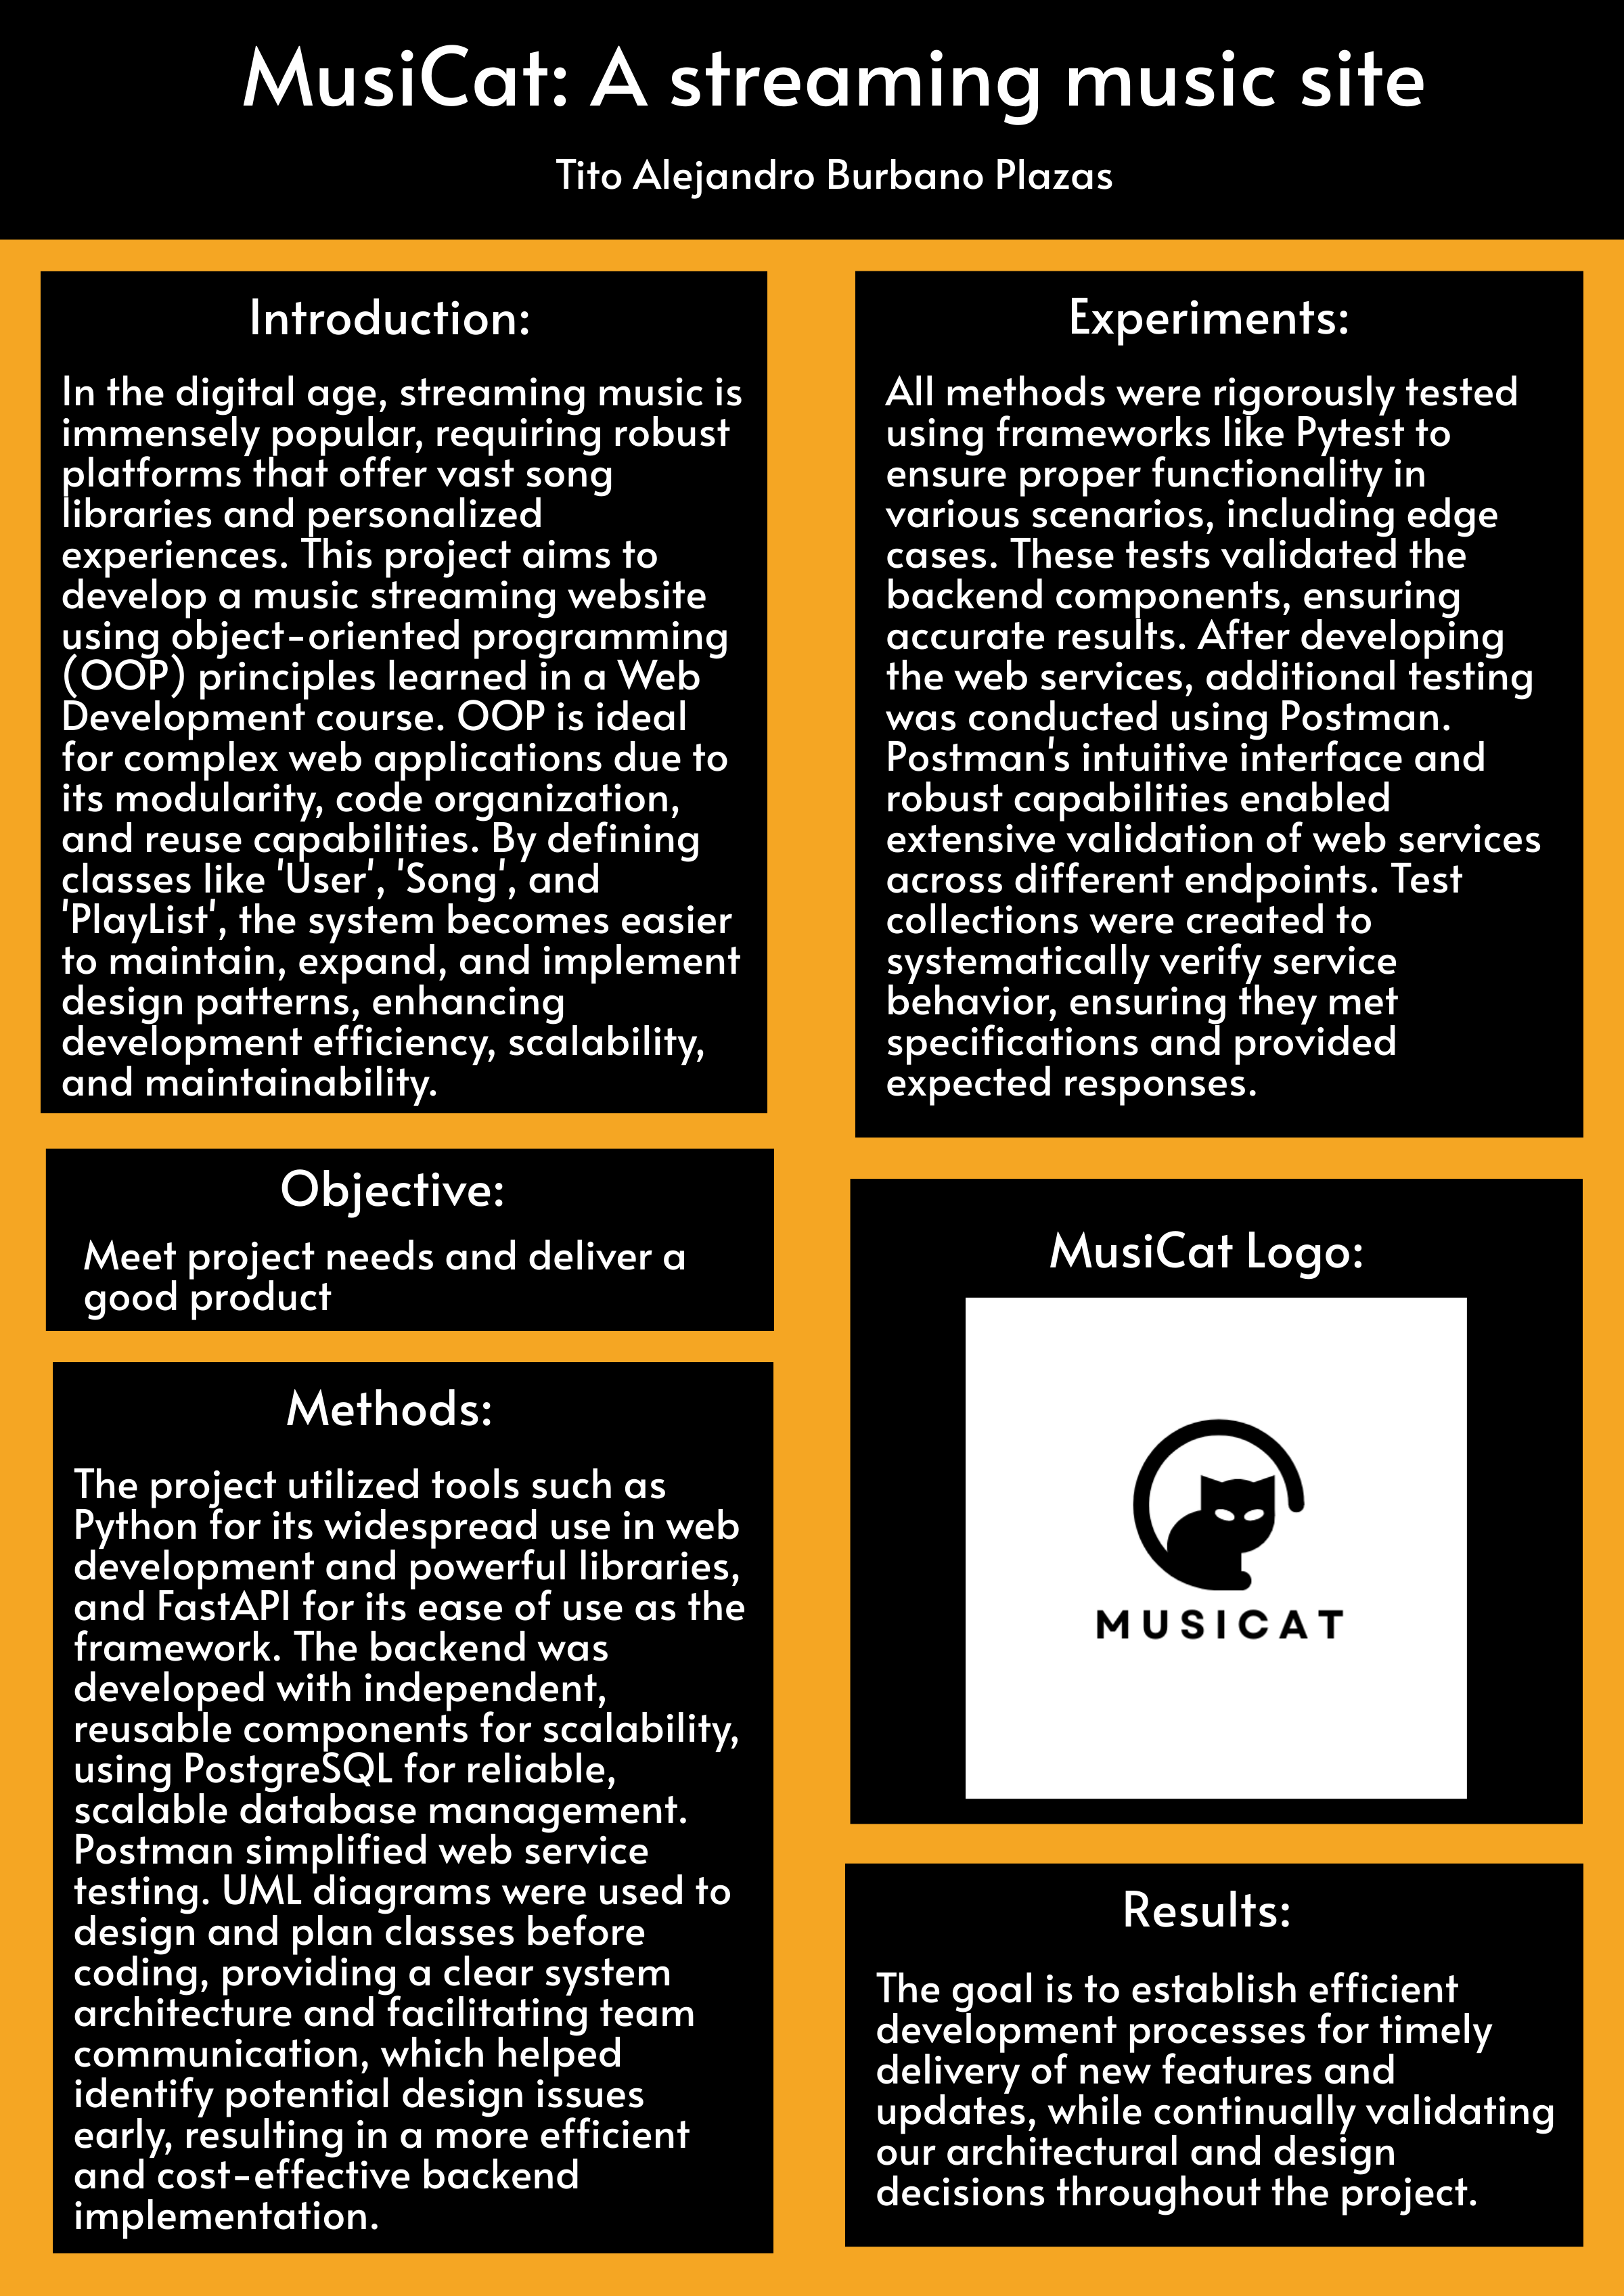 MusiCat: A streaming music site
Tito Alejandro Burbano Plazas
Introduction:
In the digital age, streaming music is
immensely popular, requiring robust
platforms that offer vast song
libraries and personalized
experiences. This project aims to
develop a music streaming website
using object-oriented programming
(OOP) principles learned in a Web
Development course. OOP is ideal
for complex web applications due to
its modularity, code organization,
and reuse capabilities. By defining
classes like 'User', 'Song', and
'PlayList', the system becomes easier
to maintain, expand, and implement
design patterns, enhancing
development efficiency, scalability,
and maintainability.
Objective:
Meet project needs and deliver a
good product
Methods:
The project utilized tools such as
Python for its widespread use in web
development and powerful libraries,
and FastAPI for its ease of use as the
framework. The backend was
developed with independent,
reusable components for scalability,
using PostgreSQL for reliable,
scalable database management.
Postman simplified web service
testing. UML diagrams were used to
design and plan classes before
coding, providing a clear system
architecture and facilitating team
communication, which helped
identify potential design issues
early, resulting in a more efficient
and cost-effective backend
implementation.
Experiments:
All methods were rigorously tested
using frameworks like Pytest to
ensure proper functionality in
various scenarios, including edge
cases. These tests validated the
backend components, ensuring
accurate results. After developing
the web services, additional testing
was conducted using Postman.
Postman's intuitive interface and
robust capabilities enabled
extensive validation of web services
across different endpoints. Test
collections were created to
systematically verify service
behavior, ensuring they met
specifications and provided
expected responses.
MusiCat Logo:
MUSICAT
Results:
The goal is to establish efficient
development processes for timely
delivery of new features and
updates, while continually validating
our architectural and design
decisions throughout the project.